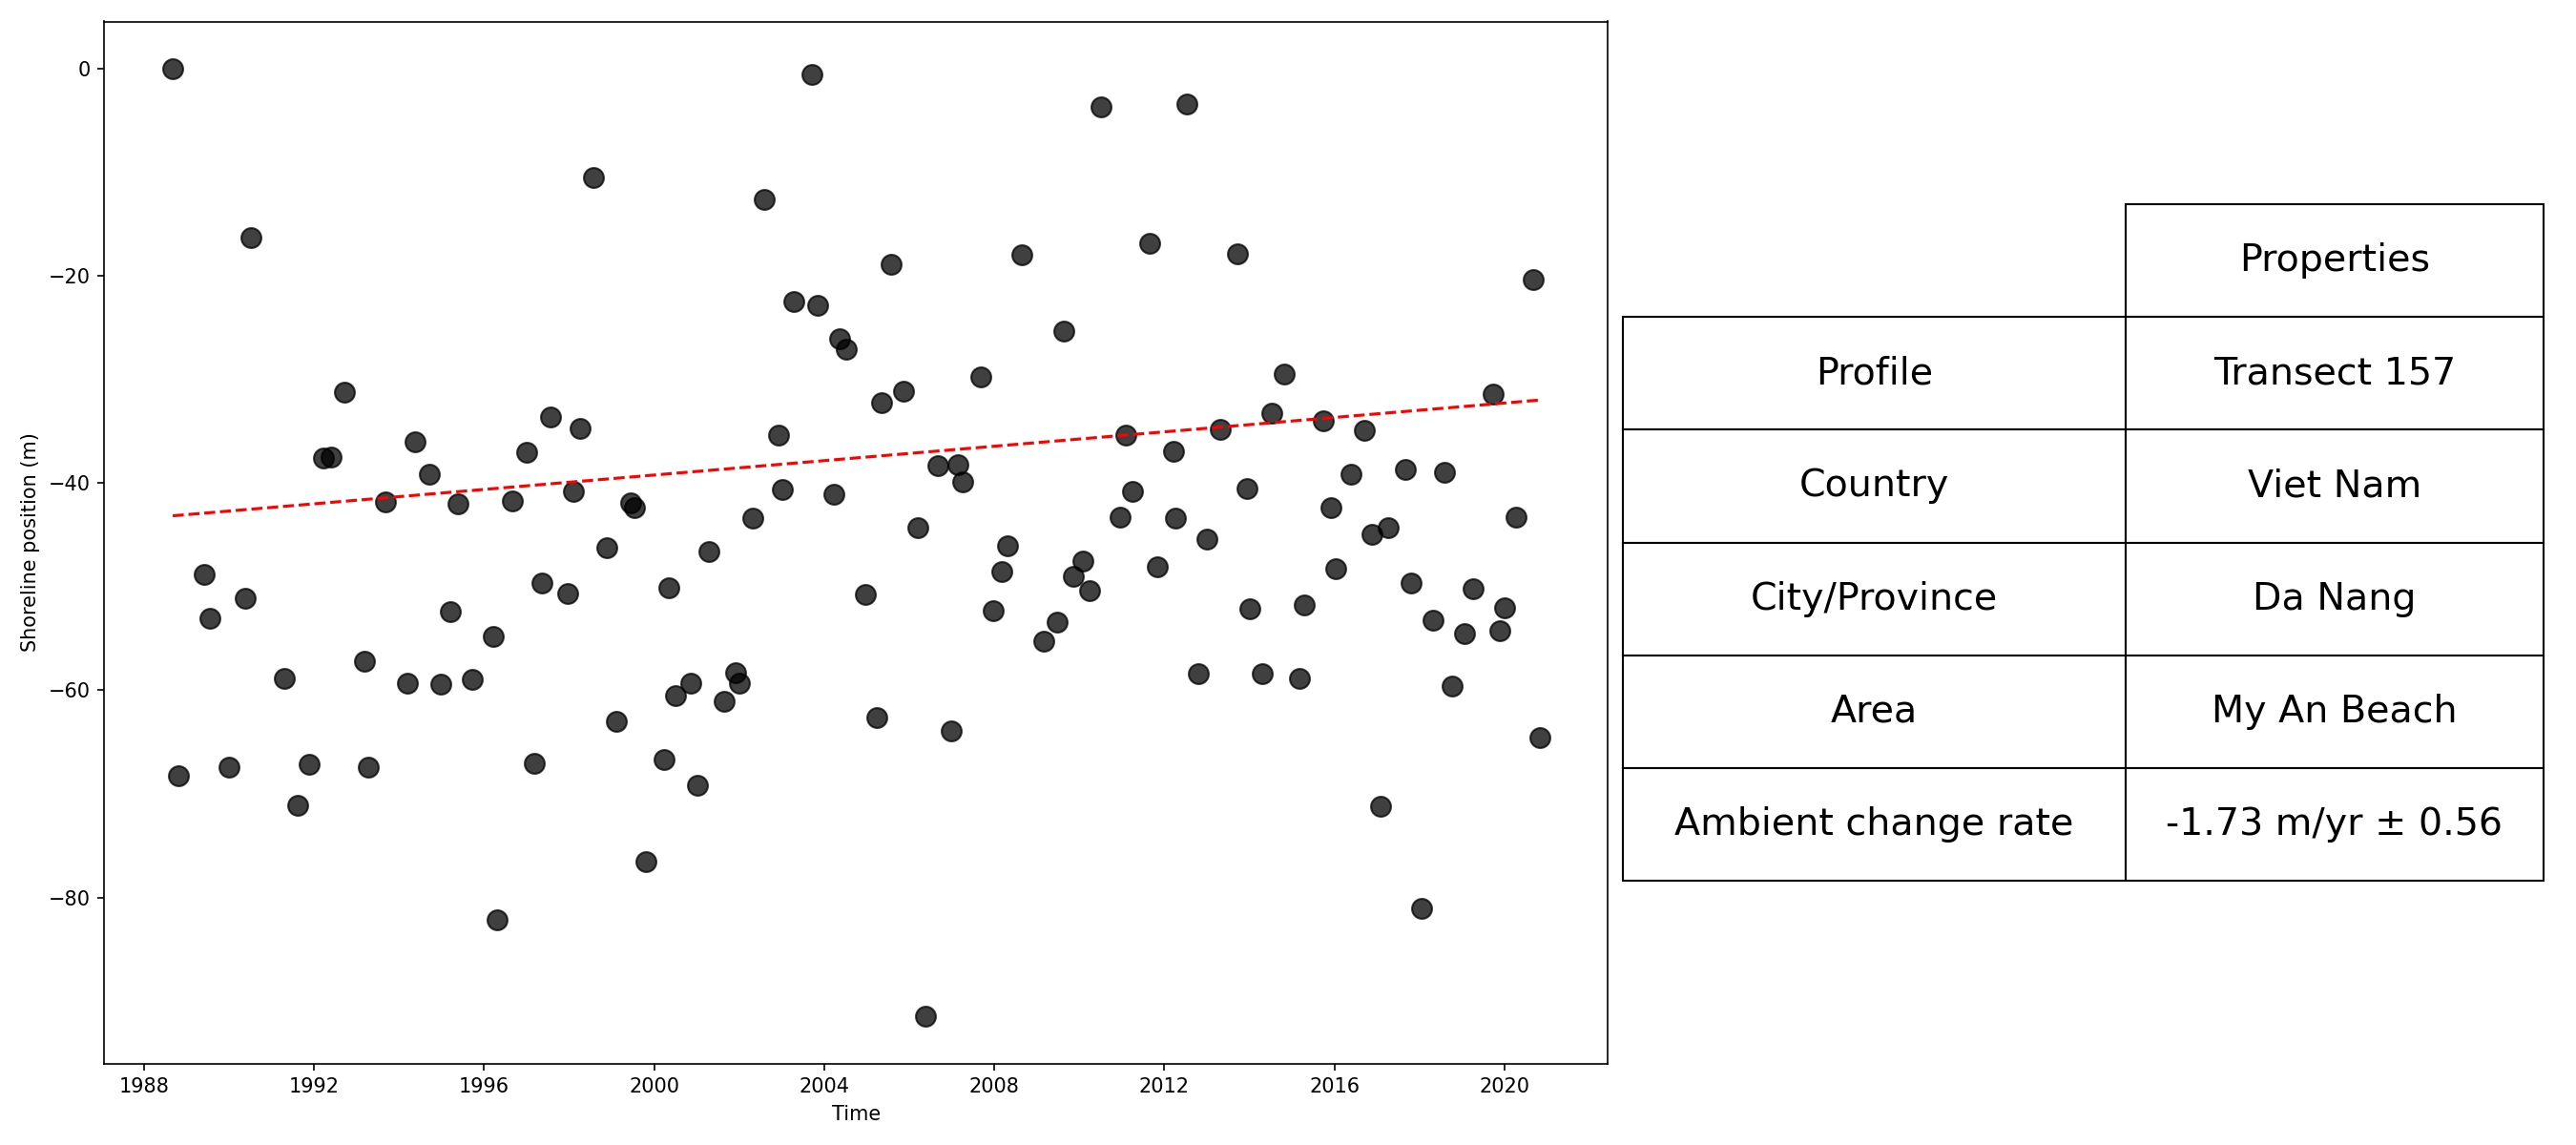 0
−20
−40
−60
−80
Shoreline position (m)
1988 1992 1996 2000 2004 2008 2012 2016 2020
Time
Properties
Profile Transect 157
Country Viet Nam
City/Province Da Nang
Area My An Beach
Ambient change rate -1.73 m/yr ± 0.56